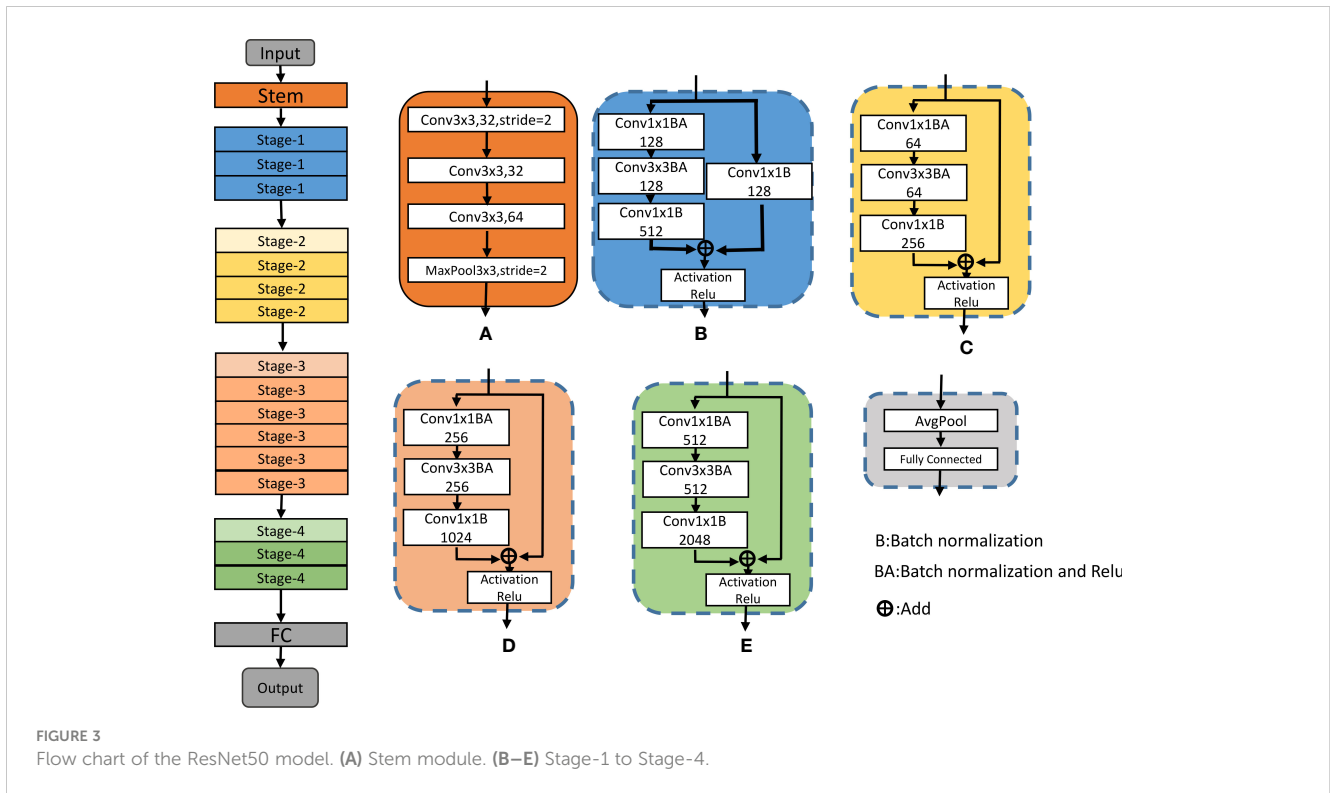 Input
Stem
Stage-1
Stage-1
Stage-1
Stage-2
Stage-2
Stage-2
Stage-2
Stage-3
Stage-3
Stage-3
Stage-3
Stage-3
Stage-3
Stage-4
Stage-4
Stage-4
FC
Output
Conv3x3,32,stride=2
Conv3x3,32
Conv3x3,64
MaxPool3x3,stride=2
A
Conv1x1BA
128
Conv3x3BA
128
Conv1x1B
512
Conv1x1B
128
Activation
Relu
B
Conv1x1BA
64
Conv3x3BA
64
Conv1x1B
256
Activation
Relu
C
Conv1x1BA
256
Conv3x3BA
256
Conv1x1B
1024
Activation
Relu
D
Conv1x1BA
512
Conv3x3BA
512
Conv1x1B
2048
Activation
Relu
E
AvgPool
Fully Connected
B:Batch normalization
BA:Batch normalization and Relu
⊕:Add
FIGURE 3
Flow chart of the ResNet50 model. (A) Stem module. (B–E) Stage-1 to Stage-4.